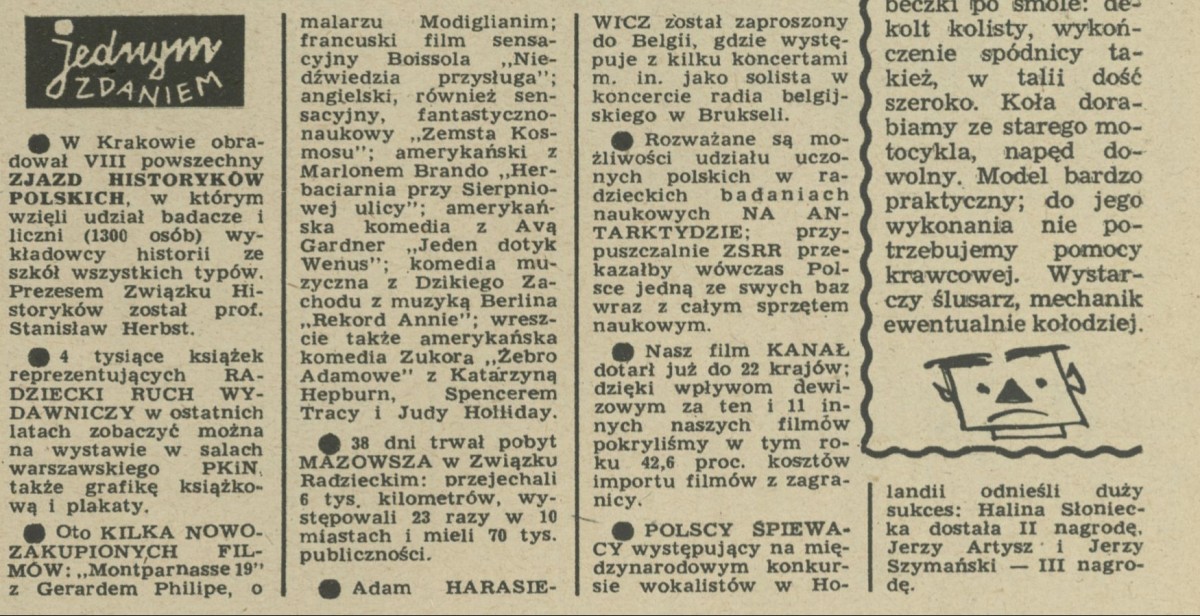 jednym
ZDANIEM
● W Krakowie obra-
dował VIII powszechny
ZJAZD HISTORYKÓW
POLSKICH, w którym
wzięli udział badacze i
liczni (1300 osób) wy-
kładowcy historii ze
szkół wszystkich typów.
Prezesem Związku Hi-
storyków został prof.
Stanisław Herbst.
● 4 tysiące książek
reprezentujących RA-
DZIECKI RUCH WY-
DAWNICZY w ostatnich
latach zobaczyć można
na wystawie w salach
warszawskiego PKiN,
także grafikę książko-
wą i plakaty.
● Oto KILKA NOWO-
ZAKUPIONYCH FIL-
MÓW: „Montparnasse 19”
z Gerardem Philipe, o
malarzu Modiglianim;
francuski film sensa-
cyjny Boissola „Nie-
dźwiedzia przysługa”;
angielski, również sen-
sacyjny, fantastyczno-
naukowy „Zemsta Kos-
mosu”; amerykański z
Marlonem Brando „Her-
baciarnia przy Sierpnio-
wej ulicy”; amerykań-
ska komedia z Avą
Gardner „Jeden dotyk
Wenus”; komedia mu-
zyczna z Dzikiego Za-
chodu z muzyką Berlina
„Rekord Annie”; wresz-
cie także amerykańska
komedia Zukora „Żebro
Adamowe” z Katarzyną
Hepburn, Spencerem
Tracy i Judy Holliday.
● 38 dni trwał pobyt
MAZOWSZA w Związku
Radzieckim: przejechali
6 tys. kilometrów, wy-
stępowali 23 razy w 10
miastach i mieli 70 tys.
publiczności.
● Adam HARASIE-
WICZ został zaproszony
do Belgii, gdzie wystę-
puje z kilku koncertami
m. in. jako solista w
koncercie radia belgij-
skiego w Brukseli.
● Rozważane są mo-
żliwości udziału uczo-
nych polskich w ra-
dzieckich badaniach
naukowych NA AN-
TARKTYDZIE; przy-
puszczalnie ZSRR prze-
kazałby wówczas Pol-
sce jedną ze swych baz
wraz z całym sprzętem
naukowym.
● Nasz film KANAŁ
dotarł już do 22 krajów;
dzięki wpływom dewi-
zowym za ten i 11 in-
nych naszych filmów
pokryliśmy w tym ro-
ku 42,6 proc. kosztów
importu filmów z zagra-
nicy.
● POLSCY ŚPIEWA-
CY występujący na mię-
dzynarodowym konkur-
sie wokalistów w Ho-
landii odnieśli duży
sukces: Halina Słoniec-
ka dostała II nagrodę,
Jerzy Artysz i Jerzy
Szymański — III nagro-
dę.
beczki po smole: de-
kolt kolisty, wykoń-
czenie spódnicy ta-
kież, w talii dość
szeroko. Koła dora-
biamy ze starego mo-
tocykla, napęd do-
wolny. Model bardzo
praktyczny; do jego
wykonania nie po-
trzebujemy pomocy
krawcowej. Wystar-
czy ślusarz, mechanik
ewentualnie kołodziej.